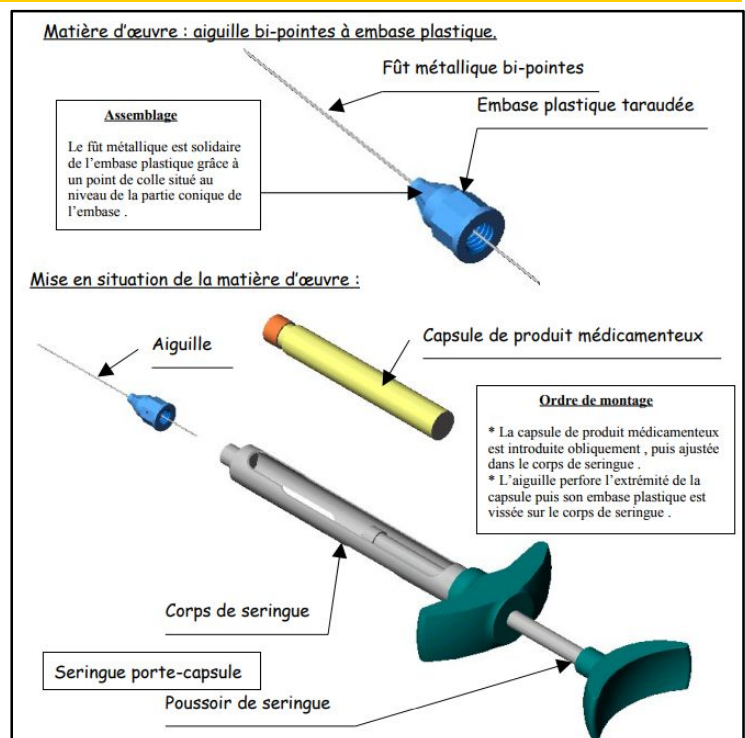 Matière d'œuvre : aiguille bi-pointes à embase plastique.
Fût métallique bi-pointes
Embase plastique taraudée
Assemblage
Le fût métallique est solidaire
de l'embase plastique grâce à
un point de colle situé au
niveau de la partie conique de
l'embase .
Mise en situation de la matière d'œuvre :
Aiguille
Capsule de produit médicamenteux
Ordre de montage
* La capsule de produit médicamenteux
est introduite obliquement , puis ajustée
dans le corps de seringue .
* L'aiguille perfore l'extrémité de la
capsule puis son embase plastique est
vissée sur le corps de seringue .
Corps de seringue
Seringue porte-capsule
Poussoir de seringue